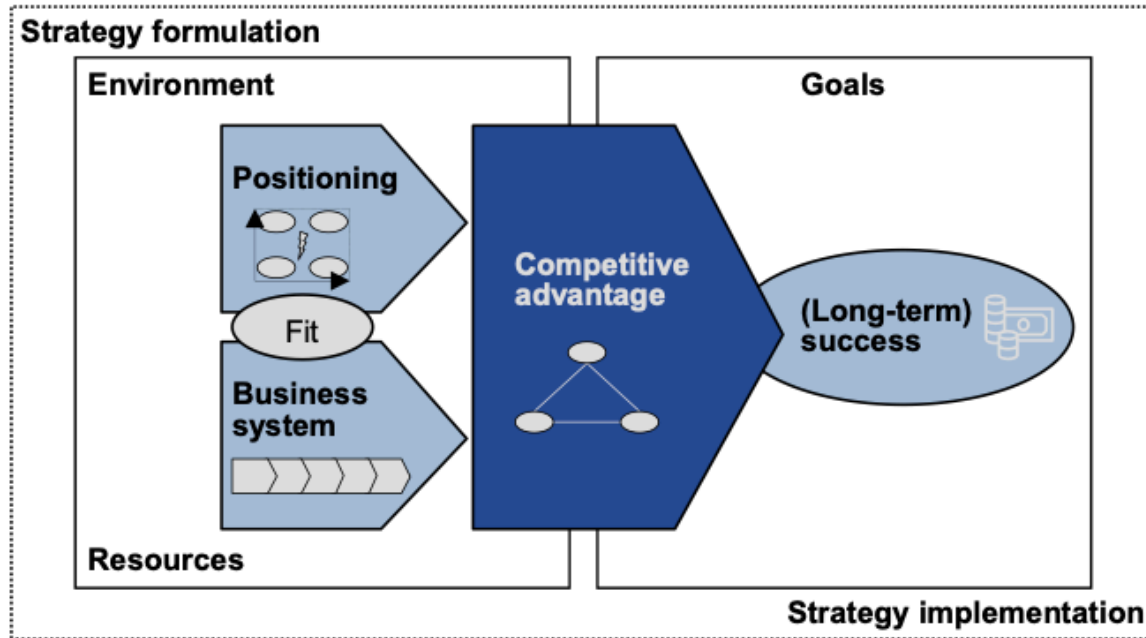 Strategy formulation
Environment
Goals
Positioning
Fit
Business
system
Competitive
advantage
(Long-term)
success
Resources
Strategy implementation